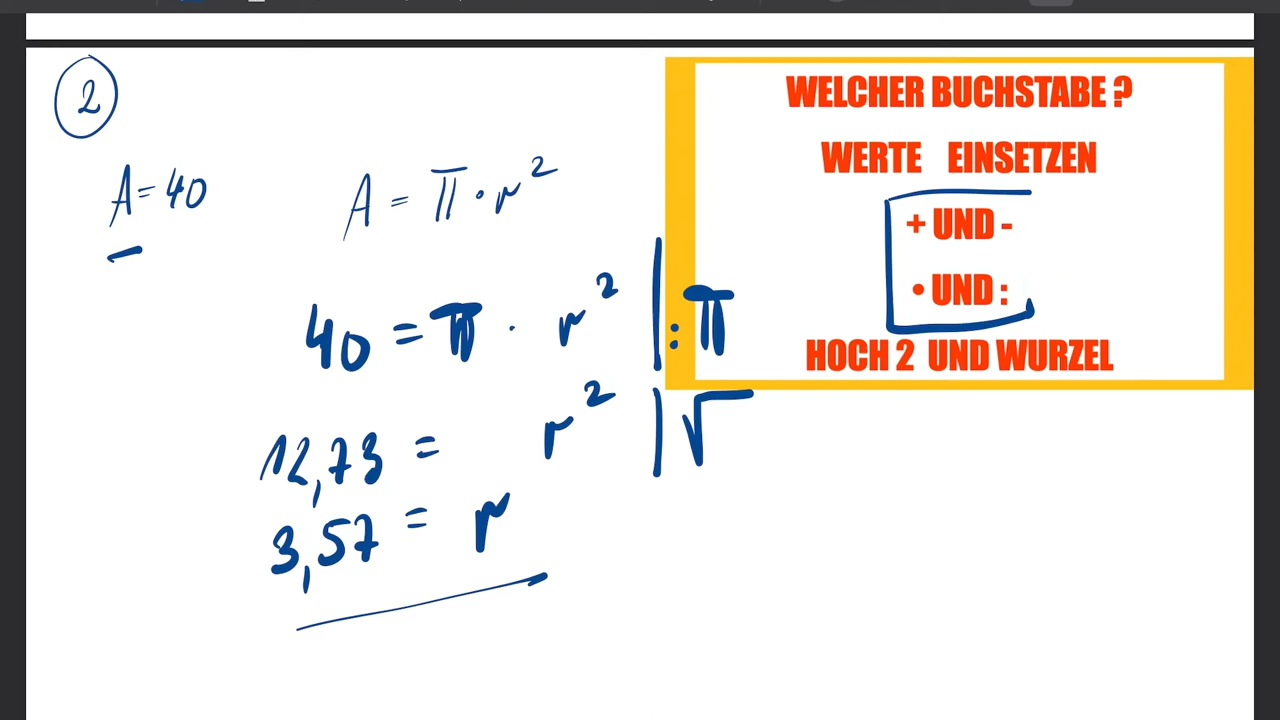 2
A = 40
A = π · r²
40 = π · r² | : π
12,73 = r² | √
3,57 = r
WELCHER BUCHSTABE ?
WERTE EINSETZEN
+ UND -
• UND :
HOCH 2 UND WURZEL